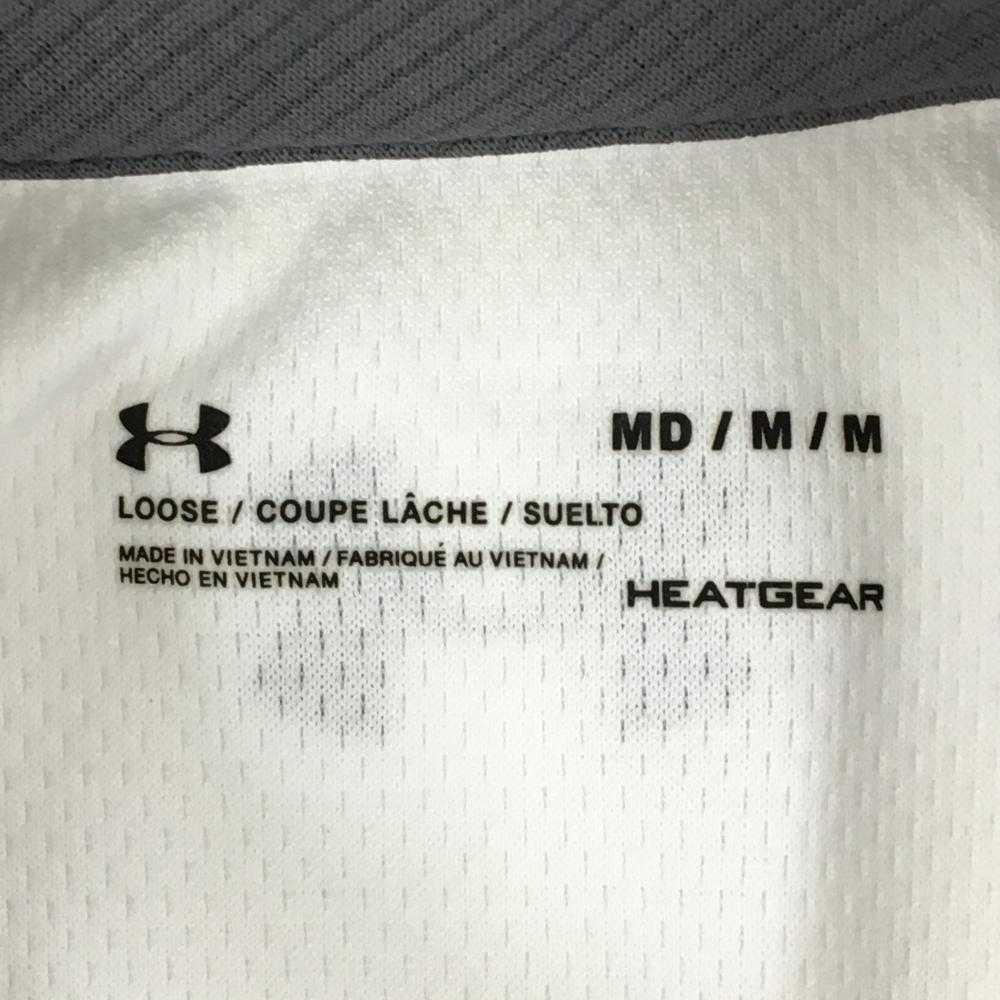 MD / M / M
LOOSE / COUPE LÂCHE / SUELTO
MADE IN VIETNAM / FABRIQUÉ AU VIETNAM /
HECHO EN VIETNAM
HEATGEAR